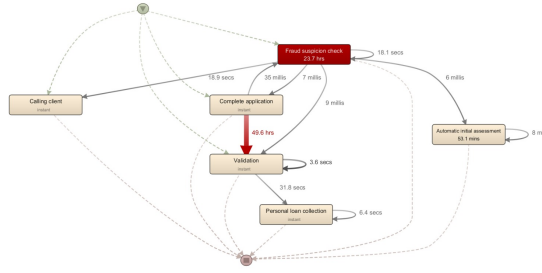 Fraud suspicion check
23.7 hrs
18.1 secs
18.9 secs
35 millis
7 millis
6 millis
9 millis
Calling client
instant
Complete application
instant
49.6 hrs
Automatic initial assessment
53.1 mins
8 m
Validation
instant
3.6 secs
31.8 secs
Personal loan collection
instant
6.4 secs